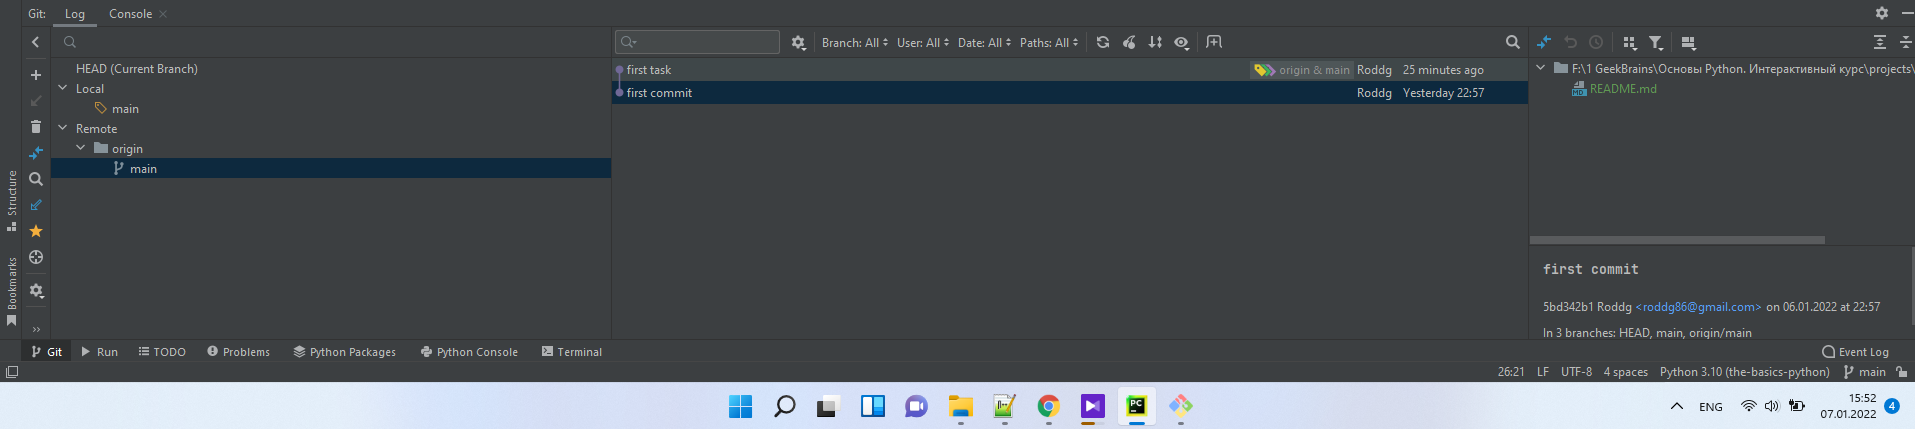 Git: Log Console
Branch: All User: All Date: All Paths: All
HEAD (Current Branch)
Local
main
Remote
origin
main
first task origin & main Roddg 25 minutes ago
first commit Roddg Yesterday 22:57
F:\1 GeekBrains\Основы Python. Интерактивный курс\projects\
README.md
first commit
5bd342b1 Roddg <roddg86@gmail.com> on 06.01.2022 at 22:57
In 3 branches: HEAD, main, origin/main
Structure
Bookmarks
Git Run TODO Problems Python Packages Python Console Terminal Event Log
26:21 LF UTF-8 4 spaces Python 3.10 (the-basics-python) main
PC
ENG
15:52
07.01.2022
4